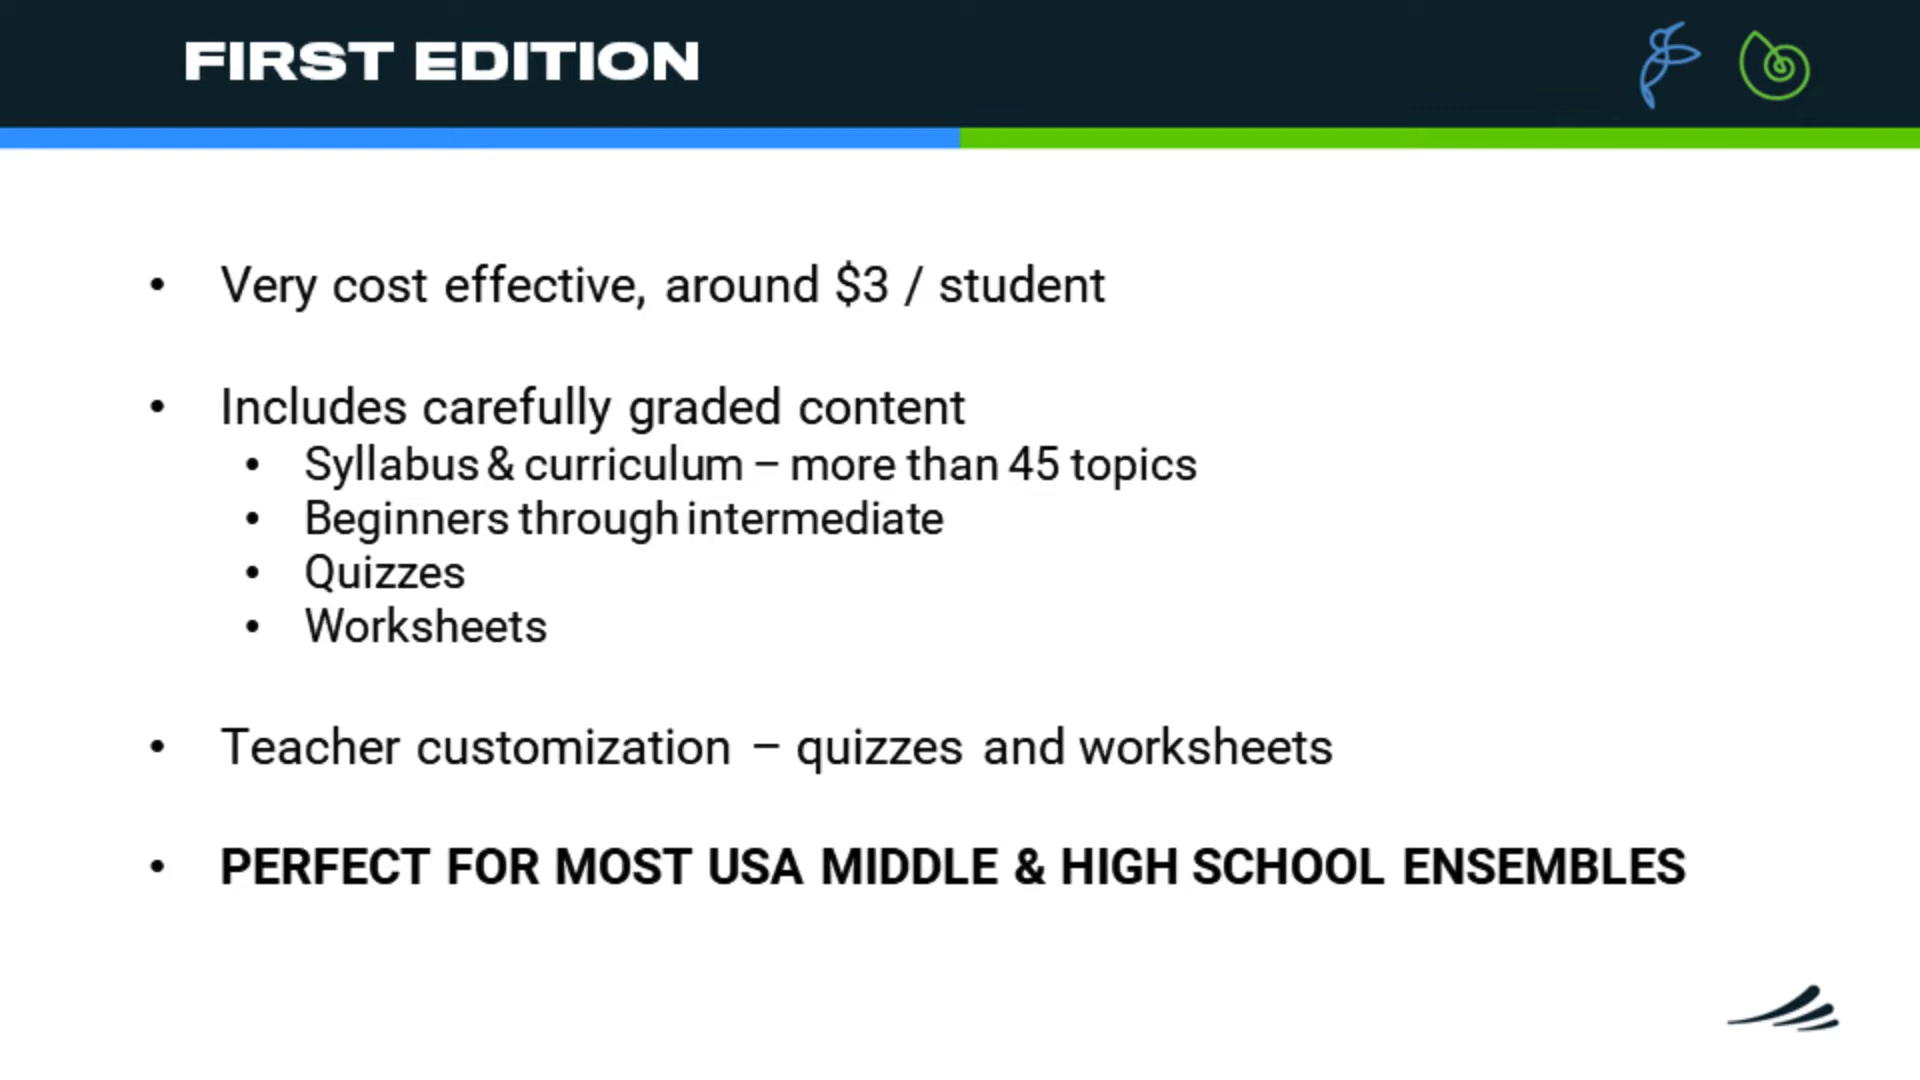 FIRST EDITION
• Very cost effective, around $3 / student
• Includes carefully graded content
• Syllabus & curriculum – more than 45 topics
• Beginners through intermediate
• Quizzes
• Worksheets
• Teacher customization – quizzes and worksheets
• PERFECT FOR MOST USA MIDDLE & HIGH SCHOOL ENSEMBLES